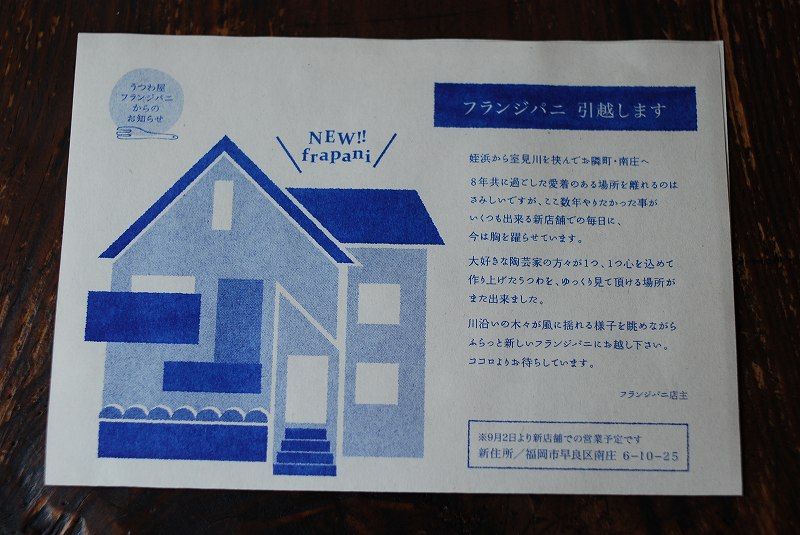 うつわ屋
フランジパニ
からの
お知らせ
NEW!!
frapani
フランジパニ 引越します
姪浜から室見川を挟んでお隣町・南庄へ
8年共に過ごした愛着のある場所を離れるのは
さみしいですが、ここ数年やりたかった事が
いくつも出来る新店舗での毎日に、
今は胸を躍らせています。
大好きな陶芸家の方々が1つ、1つ心を込めて
作り上げたうつわを、ゆっくり見て頂ける場所が
また出来ました。
川沿いの木々が風に揺れる様子を眺めながら
ふらっと新しいフランジパニにお越し下さい。
ココロよりお待ちしています。
フランジパニ店主
※9月2日より新店舗での営業予定です
新住所／福岡市早良区南庄 6-10-25